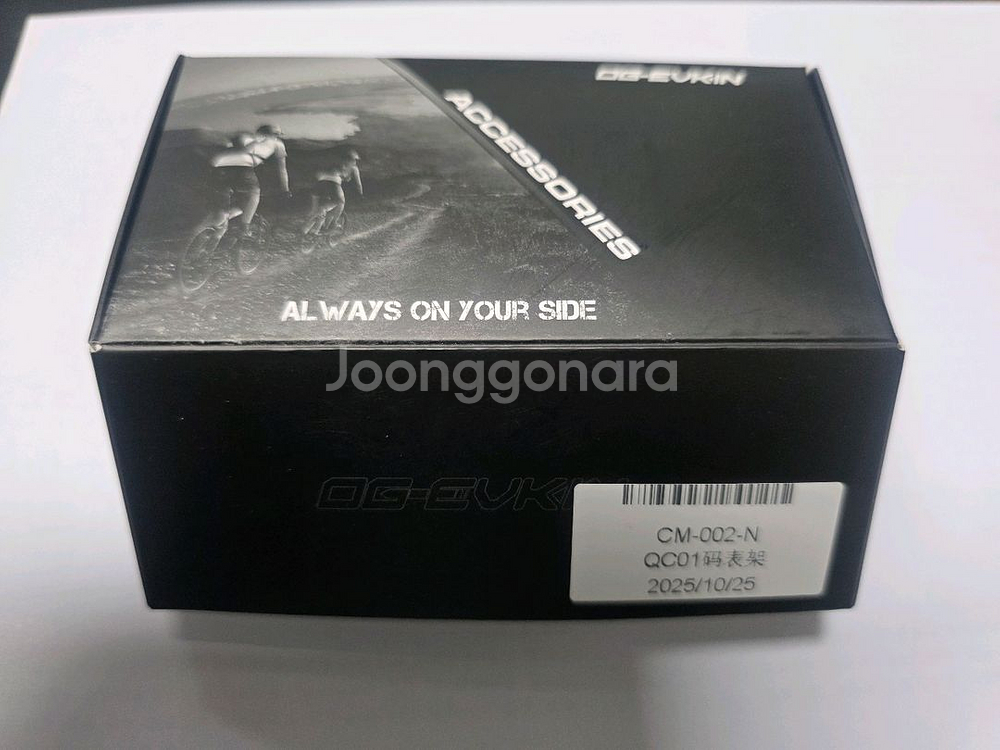 OG-EVKIN
ACCESSORIES
ALWAYS ON YOUR SIDE
Joonggonara
OG-EVKIN
CM-002-N
QC01码表架
2025/10/25